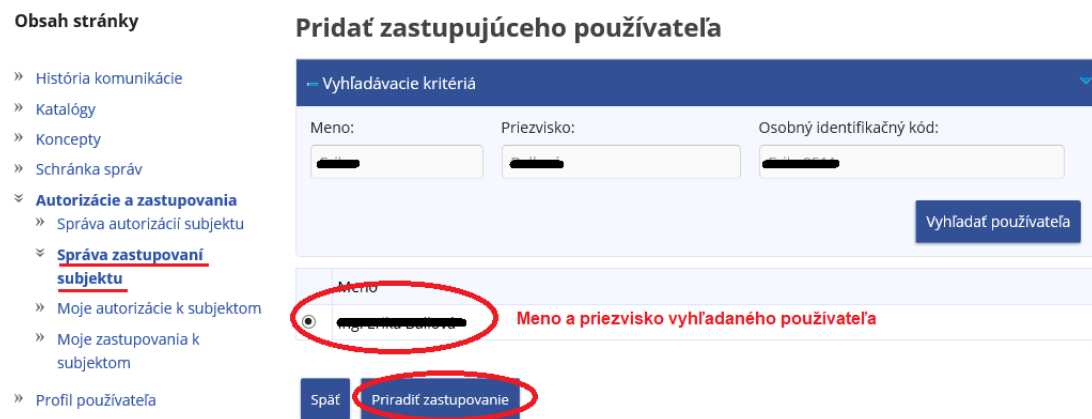 Obsah stránky
História komunikácie
Katalógy
Koncepty
Schránka správ
Autorizácie a zastupovania
Správa autorizácií subjektu
Správa zastupovaní
subjektu
Moje autorizácie k subjektom
Moje zastupovania k
subjektom
Profil používateľa
Pridať zastupujúceho používateľa
Vyhľadávacie kritériá
Meno: Priezvisko: Osobný identifikačný kód:
Vyhľadať používateľa
Meno
Meno a priezvisko vyhľadaného používateľa
Späť Priradiť zastupovanie